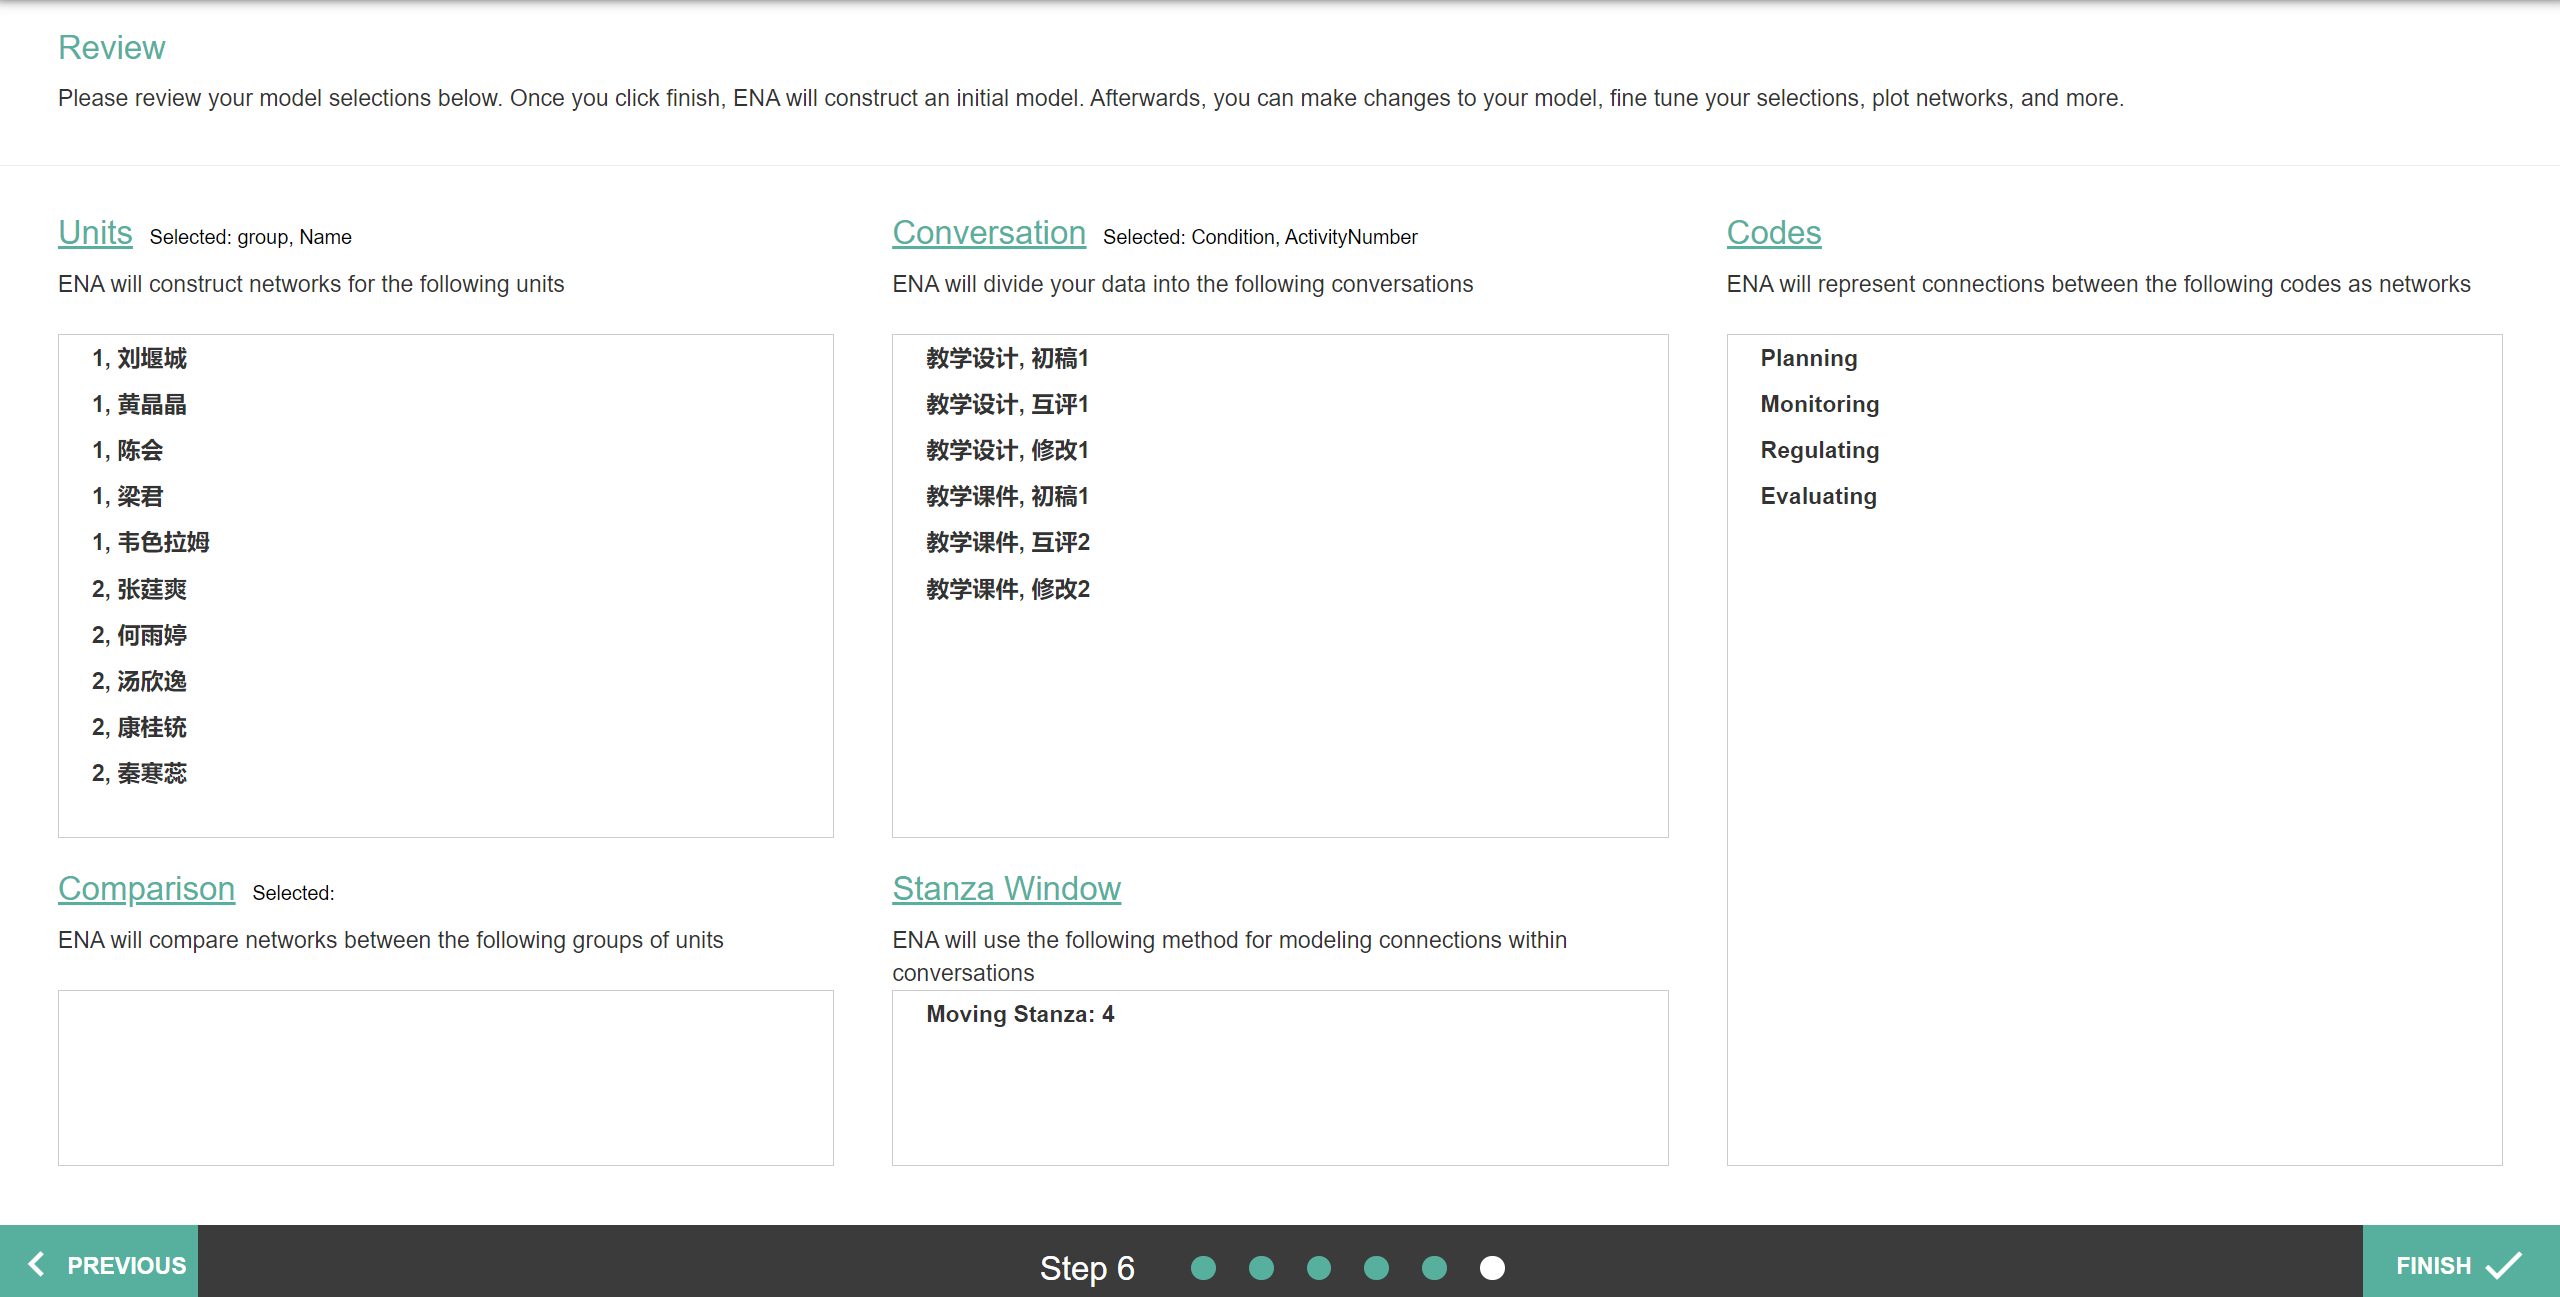 Review
Please review your model selections below. Once you click finish, ENA will construct an initial model. Afterwards, you can make changes to your model, fine tune your selections, plot networks, and more.
Units Selected: group, Name
ENA will construct networks for the following units
1, 刘堰城
1, 黄晶晶
1, 陈会
1, 梁君
1, 韦色拉姆
2, 张莛爽
2, 何雨婷
2, 汤欣逸
2, 康桂铳
2, 秦寒蕊
Conversation Selected: Condition, ActivityNumber
ENA will divide your data into the following conversations
教学设计, 初稿1
教学设计, 互评1
教学设计, 修改1
教学课件, 初稿1
教学课件, 互评2
教学课件, 修改2
Codes
ENA will represent connections between the following codes as networks
Planning
Monitoring
Regulating
Evaluating
Comparison Selected:
ENA will compare networks between the following groups of units
Stanza Window
ENA will use the following method for modeling connections within
conversations
Moving Stanza: 4
PREVIOUS
Step 6
FINISH